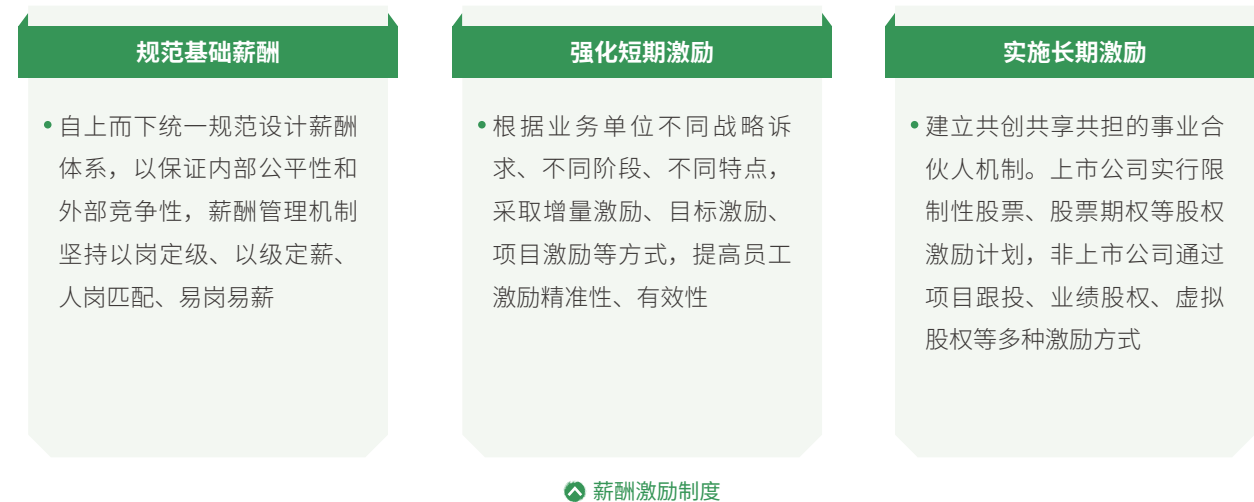 规范基础薪酬
• 自上而下统一规范设计薪酬
体系，以保证内部公平性和
外部竞争性，薪酬管理机制
坚持以岗定级、以级定薪、
人岗匹配、易岗易薪
强化短期激励
• 根据业务单位不同战略诉
求、不同阶段、不同特点，
采取增量激励、目标激励、
项目激励等方式，提高员工
激励精准性、有效性
实施长期激励
• 建立共创共享共担的事业合
伙人机制。上市公司实行限
制性股票、股票期权等股权
激励计划，非上市公司通过
项目跟投、业绩股权、虚拟
股权等多种激励方式
薪酬激励制度